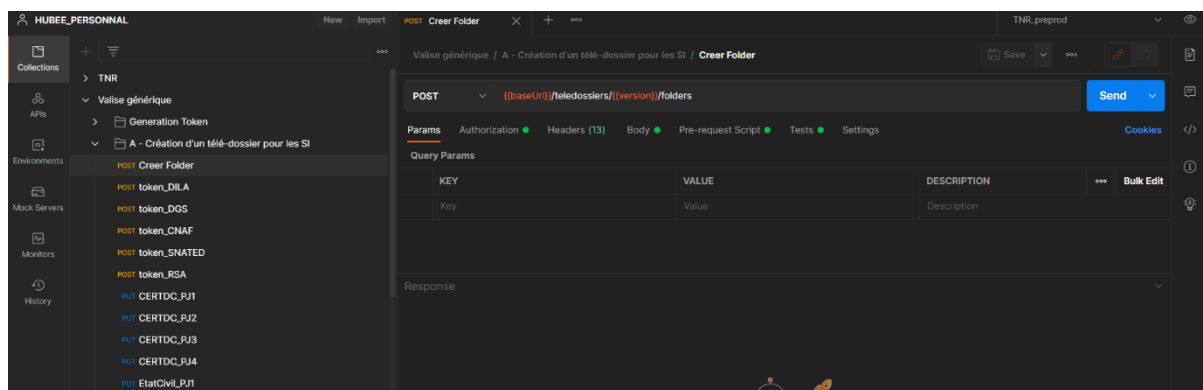 HUBEE_PERSONNAL
New Import
Collections
APIs
Environments
Mock Servers
Monitors
History
TNR
Valise générique
Generation Token
A - Création d'un télé-dossier pour les SI
POST Creer Folder
POST token_DILA
POST token_DGS
POST token_CNAF
POST token_SNATED
POST token_RSA
PUT CERTDC_PJ1
PUT CERTDC_PJ2
PUT CERTDC_PJ3
PUT CERTDC_PJ4
PUT EtatCivil_PJ1
POST Creer Folder
TNR_preprod
Valise générique / A - Création d'un télé-dossier pour les SI / Creer Folder
Save
POST {{baseUrl}}/teledossiers/{{version}}/folders
Send
Params Authorization Headers (13) Body Pre-request Script Tests Settings
Cookies
Query Params
KEY VALUE DESCRIPTION
Bulk Edit
Key Value Description
Response